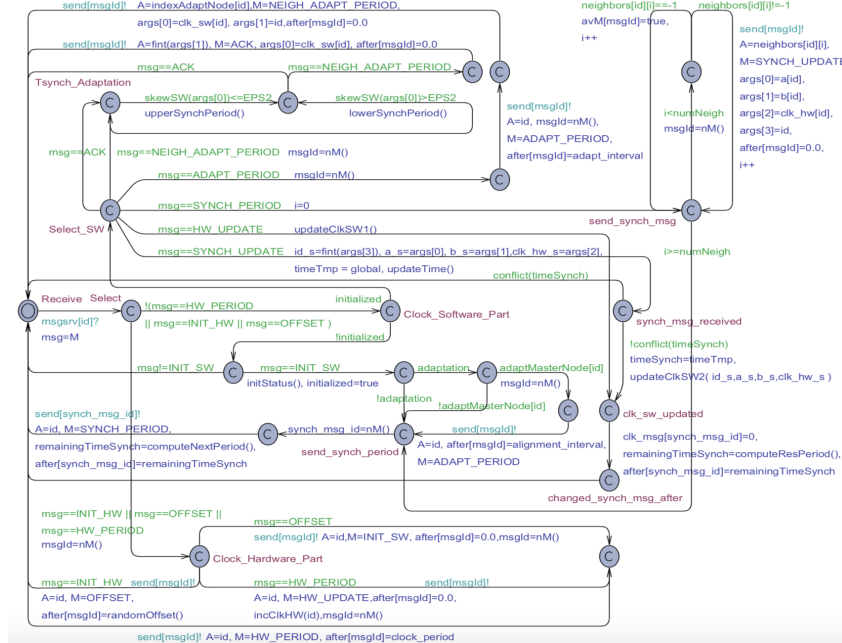 send[msgId]! A=indexAdaptNode[id],M=NEIGH_ADAPT_PERIOD,
args[0]=clk_sw[id], args[1]=id,after[msgId]=0.0
send[msgId]! A=fint(args[1]), M=ACK, args[0]=clk_sw[id], after[msgId]=0.0
msg==ACK
msg==NEIGH_ADAPT_PERIOD
C
C
Tsynch_Adaptation
C
skewSW(args[0])<=EPS2
upperSynchPeriod()
C
skewSW(args[0])>EPS2
lowerSynchPeriod()
send[msgId]!
A=id, msgId=nM(),
M=ADAPT_PERIOD,
after[msgId]=adapt_interval
neighbors[id][i]==-1
avM[msgId]=true,
i++
neighbors[id][i]!=-1
send[msgId]!
A=neighbors[id][i],
M=SYNCH_UPDATE
args[0]=a[id],
args[1]=b[id],
args[2]=clk_hw[id],
args[3]=id,
after[msgId]=0.0,
i++
C
i<numNeigh
msgId=nM()
msg==ACK
msg==NEIGH_ADAPT_PERIOD msgId=nM()
msg==ADAPT_PERIOD msgId=nM()
C
C
msg==SYNCH_PERIOD i=0
C
send_synch_msg
Select_SW
msg==HW_UPDATE updateClkSW1()
msg==SYNCH_UPDATE id_s=fint(args[3]), a_s=args[0], b_s=args[1],clk_hw_s=args[2],
timeTmp = global, updateTime()
i>=numNeigh
conflict(timeSynch)
Receive
Select
C
!(msg==HW_PERIOD
|| msg==INIT_HW || msg==OFFSET )
initialized
C
Clock_Software_Part
C
synch_msg_received
msgsrv[id]?
msg=M
!initialized
!conflict(timeSynch)
timeSynch=timeTmp,
updateClkSW2( id_s,a_s,b_s,clk_hw_s )
msg!=INIT_SW
C
msg==INIT_SW
initStatus(), initialized=true
C
adaptation
C
adaptMasterNode[id]
msgId=nM()
!adaptation
!adaptMasterNode[id]
C
C
clk_sw_updated
send[synch_msg_id]!
A=id, M=SYNCH_PERIOD,
remainingTimeSynch=computeNextPeriod(),
after[synch_msg_id]=remainingTimeSynch
C
synch_msg_id=nM()
C
send_synch_period
send[msgId]!
A=id, after[msgId]=alignment_interval,
M=ADAPT_PERIOD
clk_msg[synch_msg_id]=0,
remainingTimeSynch=computeResPeriod(),
after[synch_msg_id]=remainingTimeSynch
C
changed_synch_msg_after
msg==INIT_HW || msg==OFFSET ||
msg==HW_PERIOD
msgId=nM()
C
Clock_Hardware_Part
msg==OFFSET
send[msgId]! A=id,M=INIT_SW, after[msgId]=0.0,msgId=nM()
C
msg==INIT_HW send[msgId]!
A=id, M=OFFSET,
after[msgId]=randomOffset()
msg==HW_PERIOD send[msgId]!
A=id, M=HW_UPDATE,after[msgId]=0.0,
incClkHW(id),msgId=nM()
send[msgId]! A=id, M=HW_PERIOD, after[msgId]=clock_period